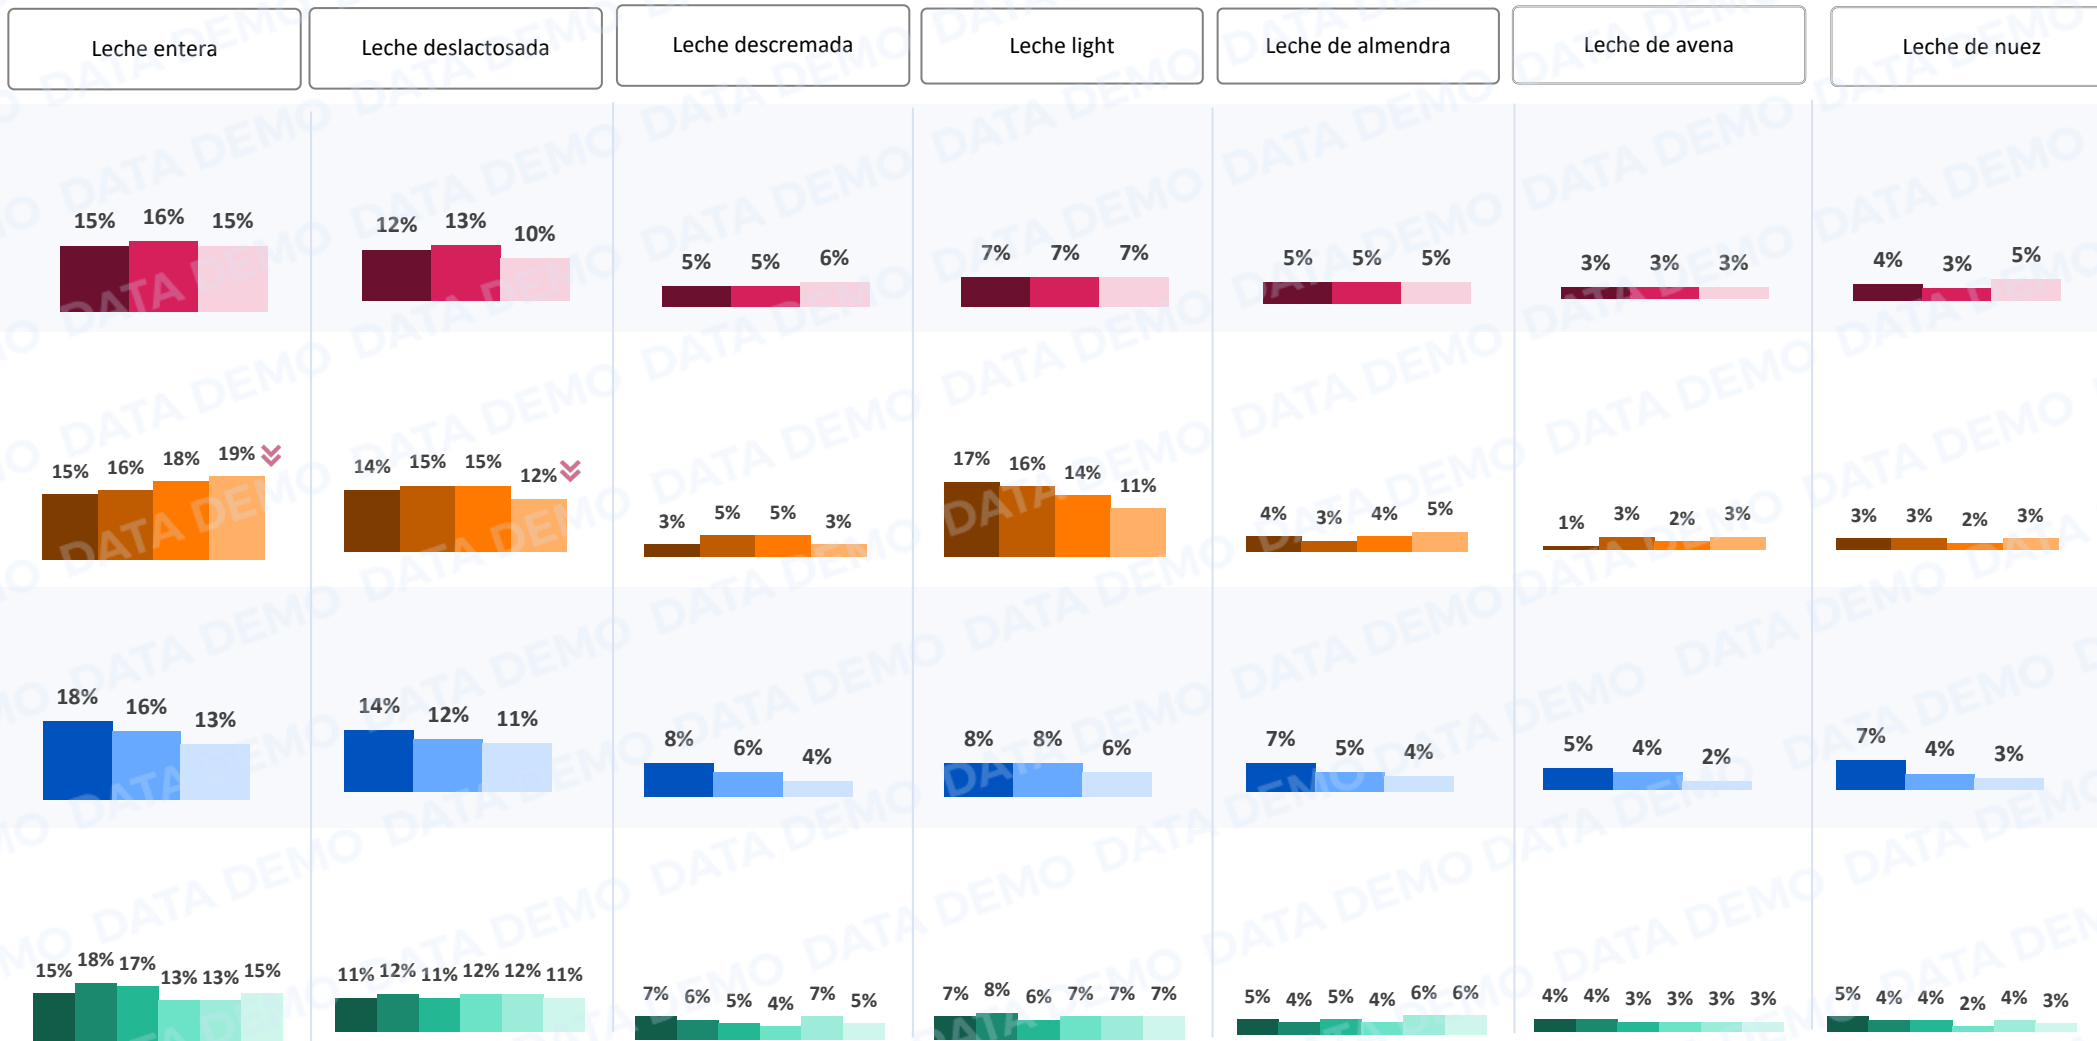 Leche entera
Leche deslactosada
Leche descremada
Leche light
Leche de almendra
Leche de avena
Leche de nuez
15% 16% 15%
12% 13% 10%
5% 5% 6%
7% 7% 7%
5% 5% 5%
3% 3% 3%
4% 3% 5%
15% 16% 18% 19%
14% 15% 15% 12%
3% 5% 5% 3%
17% 16% 14% 11%
4% 3% 4% 5%
1% 3% 2% 3%
3% 3% 2% 3%
18% 16% 13%
14% 12% 11%
8% 6% 4%
8% 8% 6%
7% 5% 4%
5% 4% 2%
7% 4% 3%
15% 18% 17% 13% 13% 15%
11% 12% 11% 12% 12% 11%
7% 6% 5% 4% 7% 5%
7% 8% 6% 7% 7% 7%
5% 4% 5% 4% 6% 6%
4% 4% 3% 3% 3% 3%
5% 4% 4% 2% 4% 3%
DATA DEMO